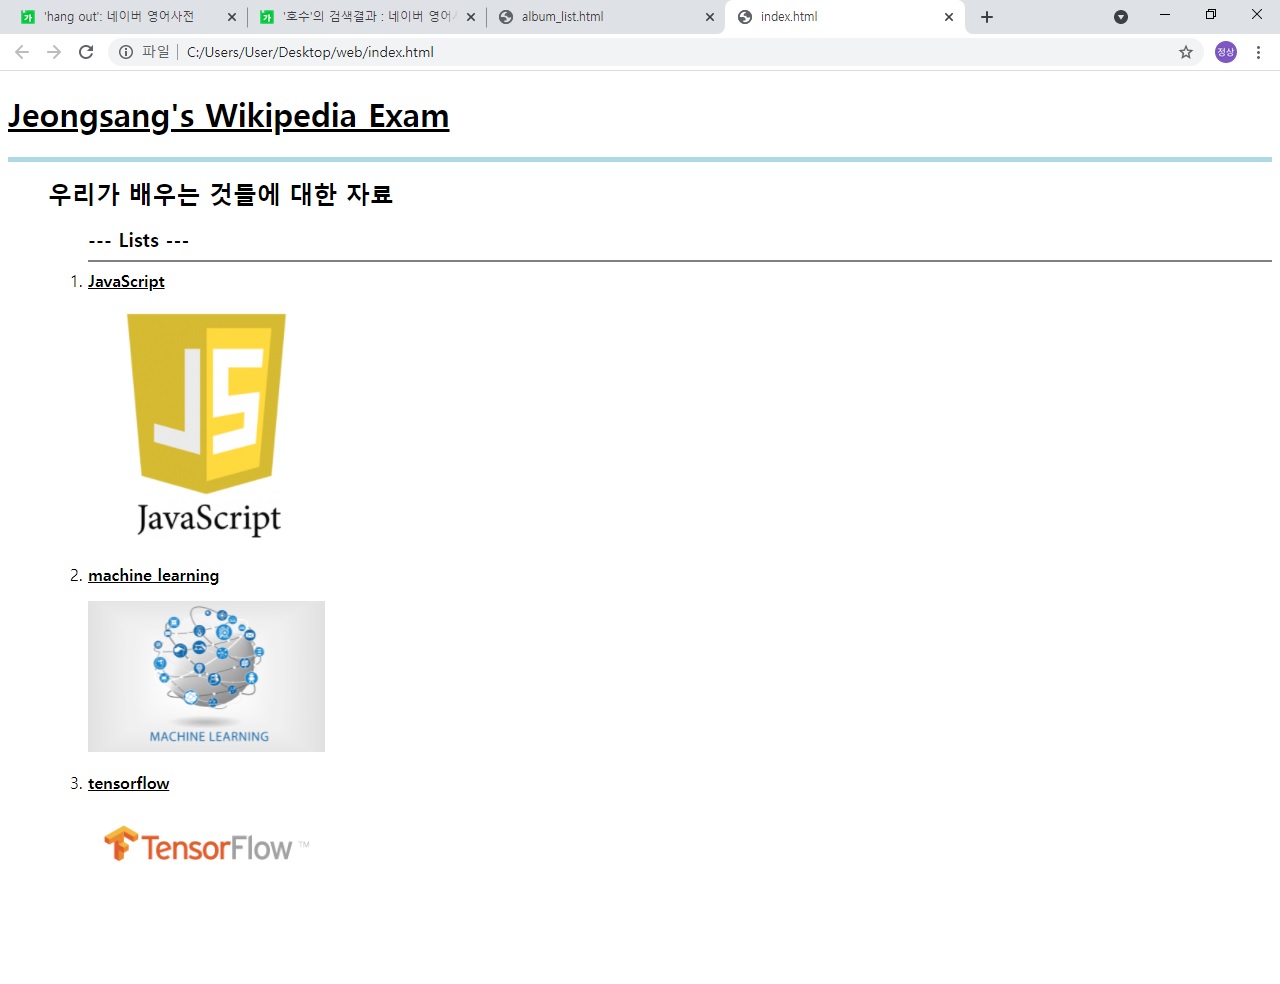 'hang out': 네이버 영어사전
'호수'의 검색결과 : 네이버 영어
album_list.html
index.html
정상
파일
C:/Users/User/Desktop/web/index.html
Jeongsang's Wikipedia Exam
우리가 배우는 것들에 대한 자료
--- Lists ---
1. JavaScript
JS
JavaScript
2. machine learning
MACHINE LEARNING
3. tensorflow
TensorFlow™